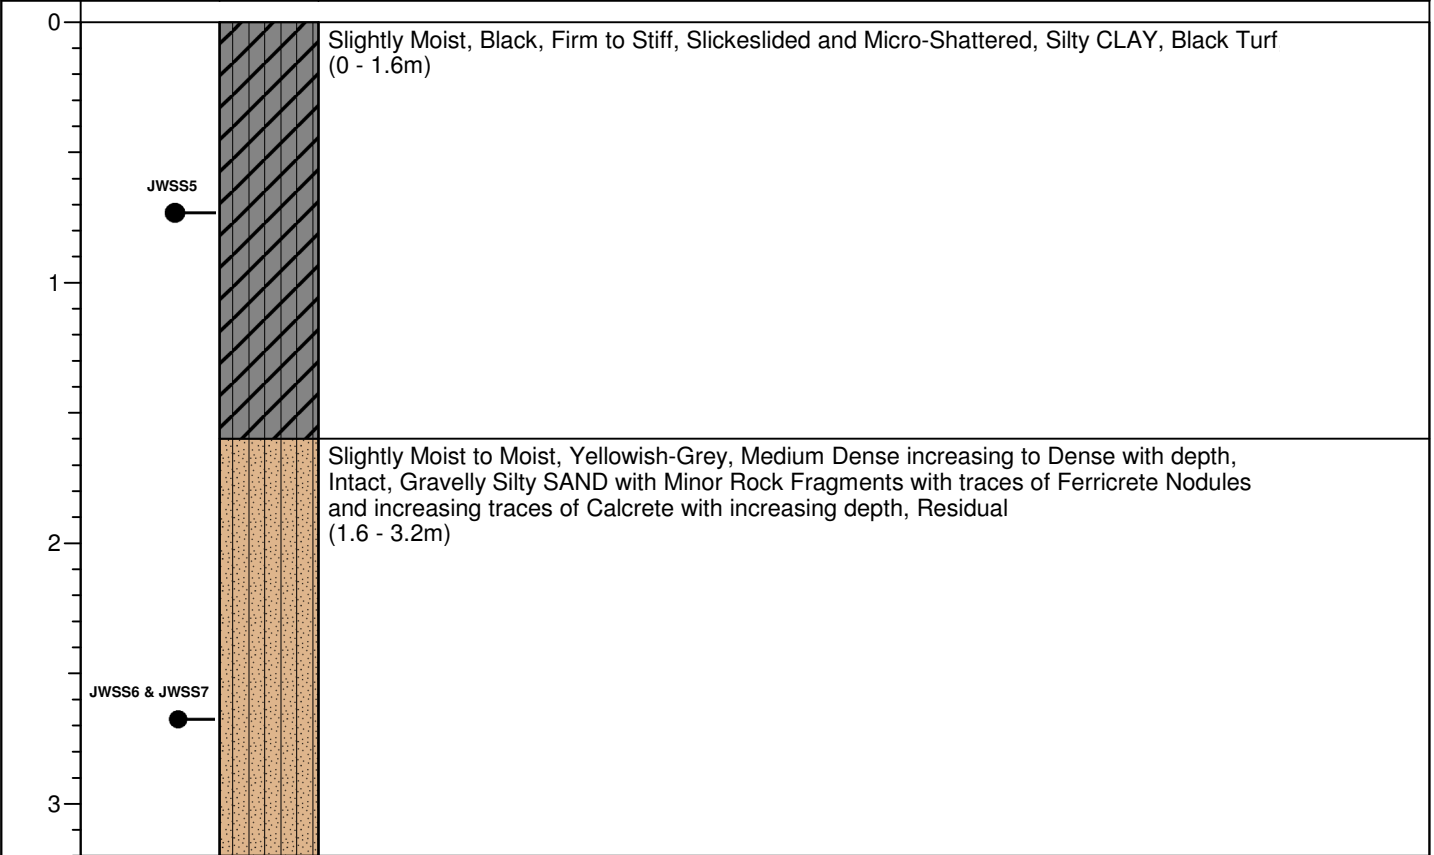 0
Slightly Moist, Black, Firm to Stiff, Slickeslided and Micro-Shattered, Silty CLAY, Black Turf
(0 - 1.6m)
JWSS5
1
Slightly Moist to Moist, Yellowish-Grey, Medium Dense increasing to Dense with depth,
Intact, Gravelly Silty SAND with Minor Rock Fragments with traces of Ferricrete Nodules
and increasing traces of Calcrete with increasing depth, Residual
(1.6 - 3.2m)
2
JWSS6 & JWSS7
3